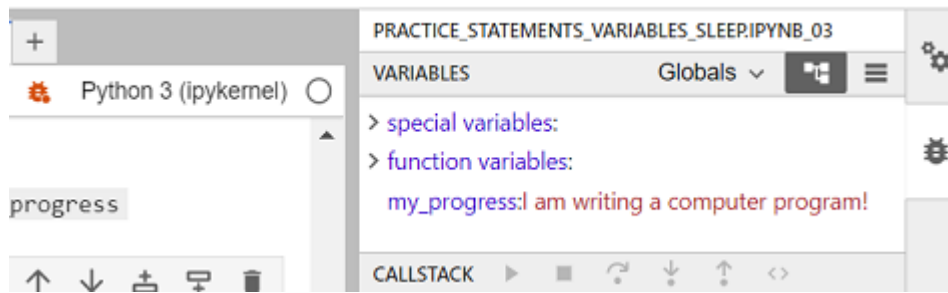 PRACTICE_STATEMENTS_VARIABLES_SLEEP.IPYNB_03
VARIABLES Globals
Python 3 (ipykernel)
> special variables:
> function variables:
my_progress:I am writing a computer program!
progress
CALLSTACK